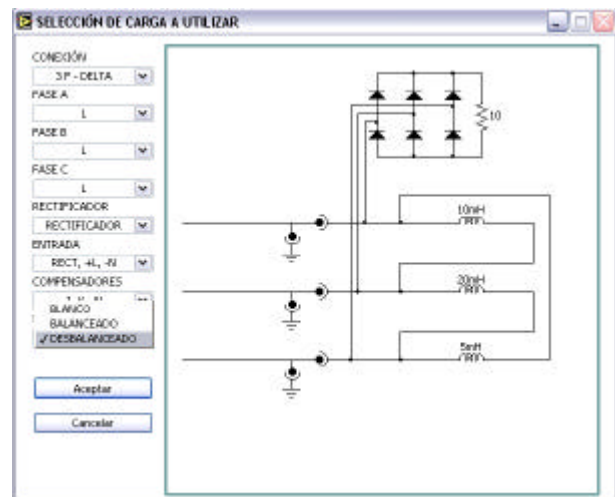 SELECCIÓN DE CARGA A UTILIZAR
CONEXIÓN
3 F - DELTA
FASE A
L
FASE B
L
FASE C
L
RECTIFICADOR
RECTIFICADOR
ENTRADA
RECT, +L, -N
COMPENSADORES
BLANCO
BALANCEADO
✓ DESBALANCEADO
Aceptar
Cancelar
10
10mH
20mH
5mH